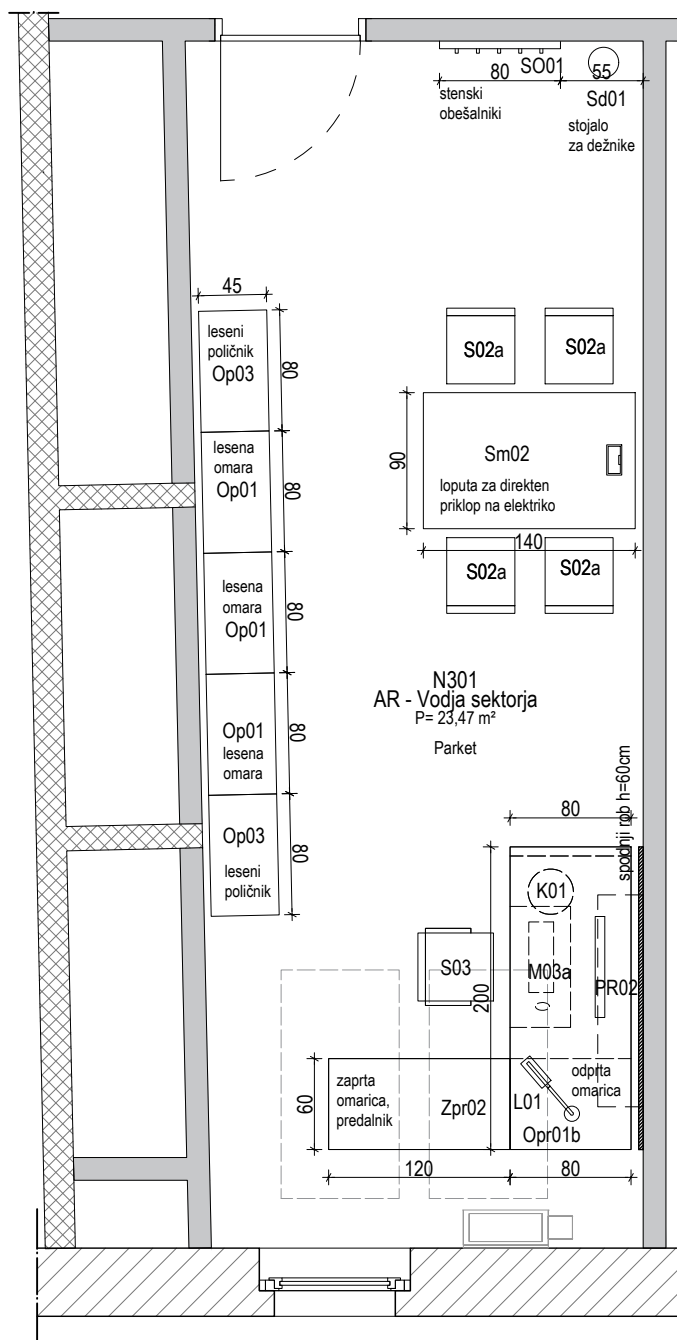 SO01
80
55
stenski
obešalniki
Sd01
stojalo
za dežnike
45
leseni
poličnik
Op03
80
lesena
omara
Op01
80
lesena
omara
Op01
80
Op01
lesena
omara
80
Op03
leseni
poličnik
80
S02a
S02a
90
Sm02
loputa za direkten
priklop na elektriko
140
S02a
S02a
N301
AR - Vodja sektorja
P= 23,47 m²
Parket
spodnji rob h=60cm
80
K01
S03
M03a
PR02
200
60
zaprta
omarica,
predalnik
Zpr02
L01
odprta
omarica
Opr01b
120
80